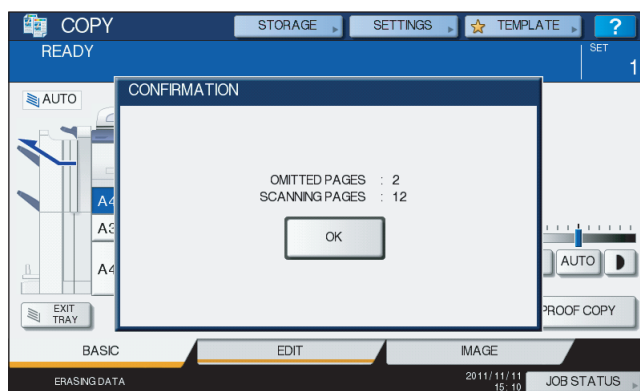 COPY
STORAGE
SETTINGS
TEMPLATE
?
READY
SET
1
AUTO
CONFIRMATION
OMITTED PAGES : 2
SCANNING PAGES : 12
OK
A4
A3
A4
AUTO
EXIT
TRAY
PROOF COPY
BASIC
EDIT
IMAGE
ERASING DATA
2011/11/11
15:10
JOB STATUS